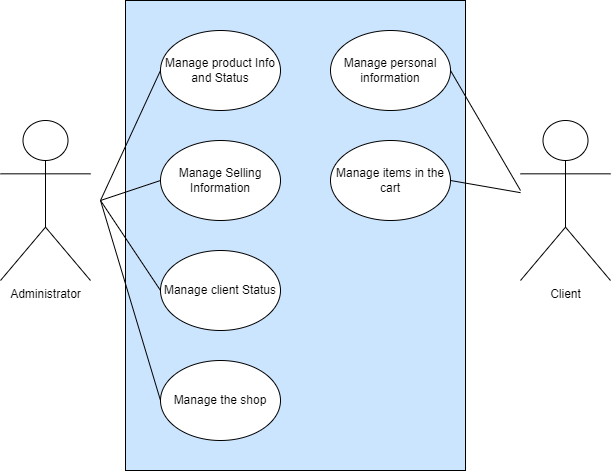 Manage product Info
and Status
Manage personal
information
Manage Selling
Information
Manage items in the
cart
Manage client Status
Manage the shop
Administrator
Client